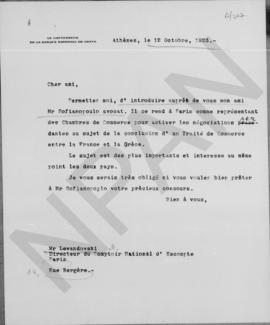 LE GOUVERNEUR
DE LA BANQUE NATIONALE DE GRÈCE
Athènes, le 12 Octobre, 1923.-
Cher ami,
Permettez moi, d'introduire auprès de vous mon ami
Mr Sofianopoulo avocat. Il se rend à Paris comme représentant
des Chambres de Commerce pour activer les négociations
dantes au sujet de la conclusion d'un Traité de Commerce
entre la France et la Grèce.
Le sujet est des plus importants et interesse au même
point les deux pays.
Je vous serais très obligé si vous vouliez bien prêter
à Mr Sofianopoulo votre précieux concours.
Bien à vous,
Mr Lewandowski
Directeur du Comptoir National d'Escompte
Paris
Rue Bergère.-